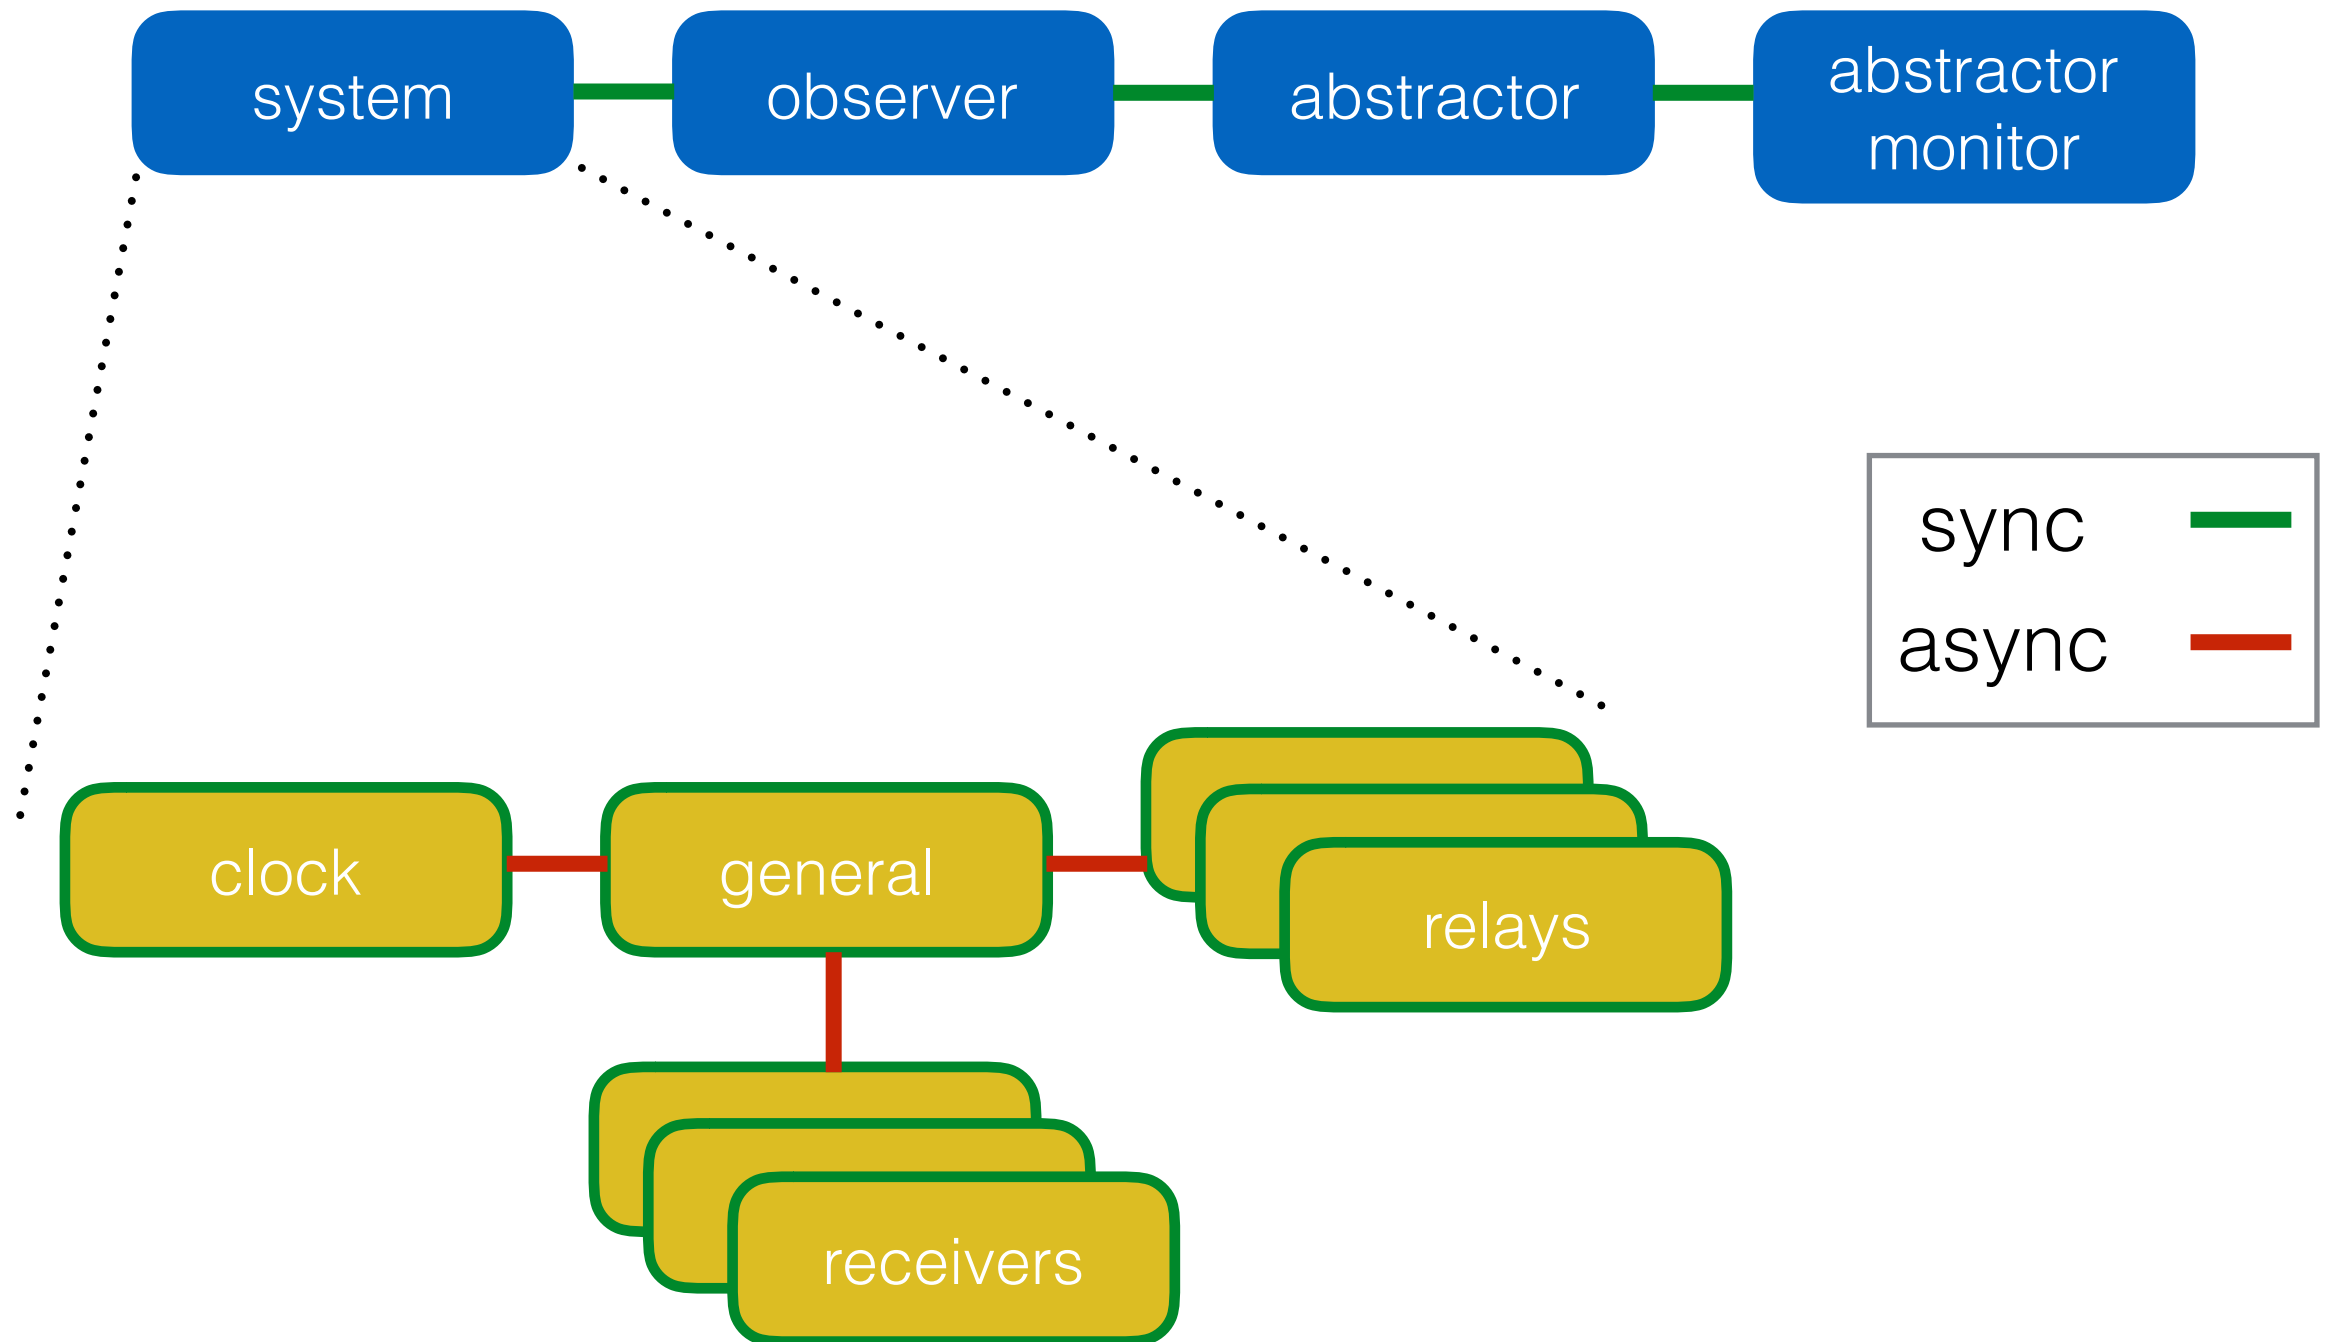 system
observer
abstractor
abstractor
monitor
sync
async
clock
general
relays
receivers